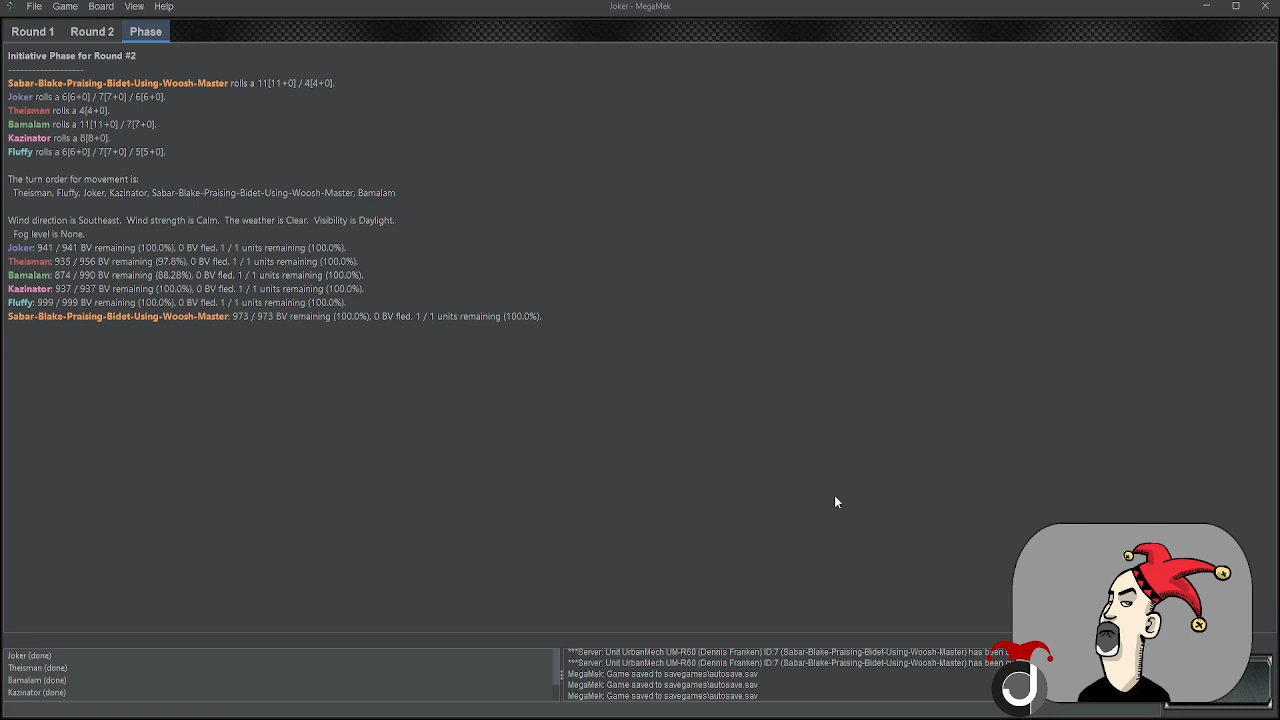 File Game Board View Help
Joker - MegaMek
Round 1 Round 2 Phase
Initiative Phase for Round #2
-------------------
Sabar-Blake-Praising-Bidet-Using-Woosh-Master rolls a 11[11+0] / 4[4+0].
Joker rolls a 6[6+0] / 7[7+0] / 6[6+0].
Theisman rolls a 4[4+0].
Bamalam rolls a 11[11+0] / 7[7+0].
Kazinator rolls a 8[8+0].
Fluffy rolls a 6[6+0] / 7[7+0] / 5[5+0].
The turn order for movement is:
Theisman, Fluffy, Joker, Kazinator, Sabar-Blake-Praising-Bidet-Using-Woosh-Master, Bamalam
Wind direction is Southeast. Wind strength is Calm. The weather is Clear. Visibility is Daylight.
Fog level is None.
Joker: 941 / 941 BV remaining (100.0%), 0 BV fled. 1 / 1 units remaining (100.0%).
Theisman: 935 / 956 BV remaining (97.8%), 0 BV fled. 1 / 1 units remaining (100.0%).
Bamalam: 874 / 990 BV remaining (88.28%), 0 BV fled. 1 / 1 units remaining (100.0%).
Kazinator: 937 / 937 BV remaining (100.0%), 0 BV fled. 1 / 1 units remaining (100.0%).
Fluffy: 999 / 999 BV remaining (100.0%), 0 BV fled. 1 / 1 units remaining (100.0%).
Sabar-Blake-Praising-Bidet-Using-Woosh-Master: 973 / 973 BV remaining (100.0%), 0 BV fled. 1 / 1 units remaining (100.0%).
Joker (done)
Theisman (done)
Bamalam (done)
Kazinator (done)
***Server: Unit UrbanMech UM-R60 (Dennis Franken) ID:7 (Sabar-Blake-Praising-Bidet-Using-Woosh-Master) has been
***Server: Unit UrbanMech UM-R60 (Dennis Franken) ID:7 (Sabar-Blake-Praising-Bidet-Using-Woosh-Master) has been
MegaMek: Game saved to savegames\autosave.sav
MegaMek: Game saved to savegames\autosave.sav
MegaMek: Game saved to savegames\autosave.sav